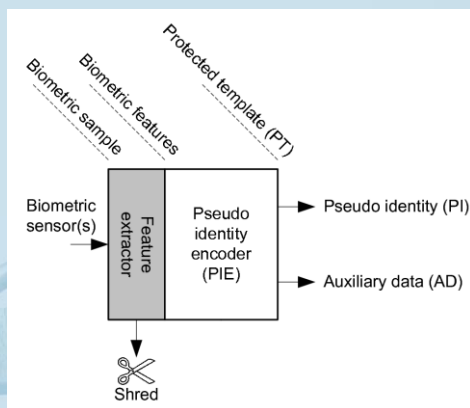 Biometric sample
Biometric features
Protected template (PT)
Biometric
sensor(s)
Feature
extractor
Pseudo
identity
encoder
(PIE)
Pseudo identity (PI)
Auxiliary data (AD)
Shred